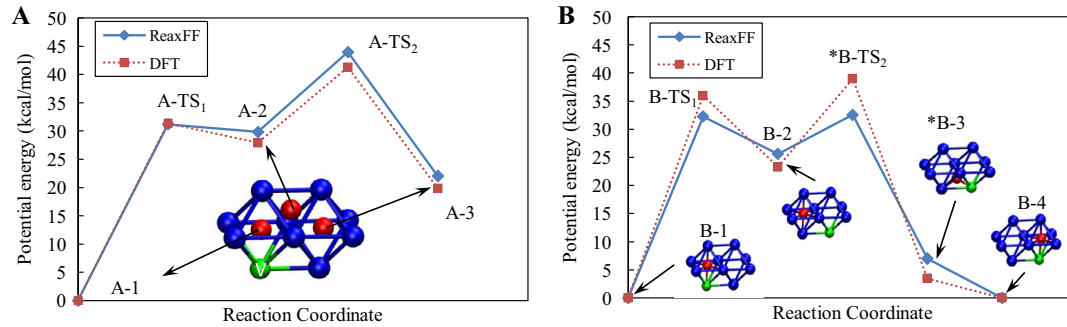 A
Potential energy (kcal/mol)
50
45
40
35
30
25
20
15
10
5
0
ReaxFF
DFT
A-TS1
A-2
A-TS2
A-3
A-1
V
Reaction Coordinate
B
Potential energy (kcal/mol)
50
45
40
35
30
25
20
15
10
5
0
ReaxFF
DFT
*B-TS2
B-TS1
B-2
*B-3
B-1
B-4
Reaction Coordinate